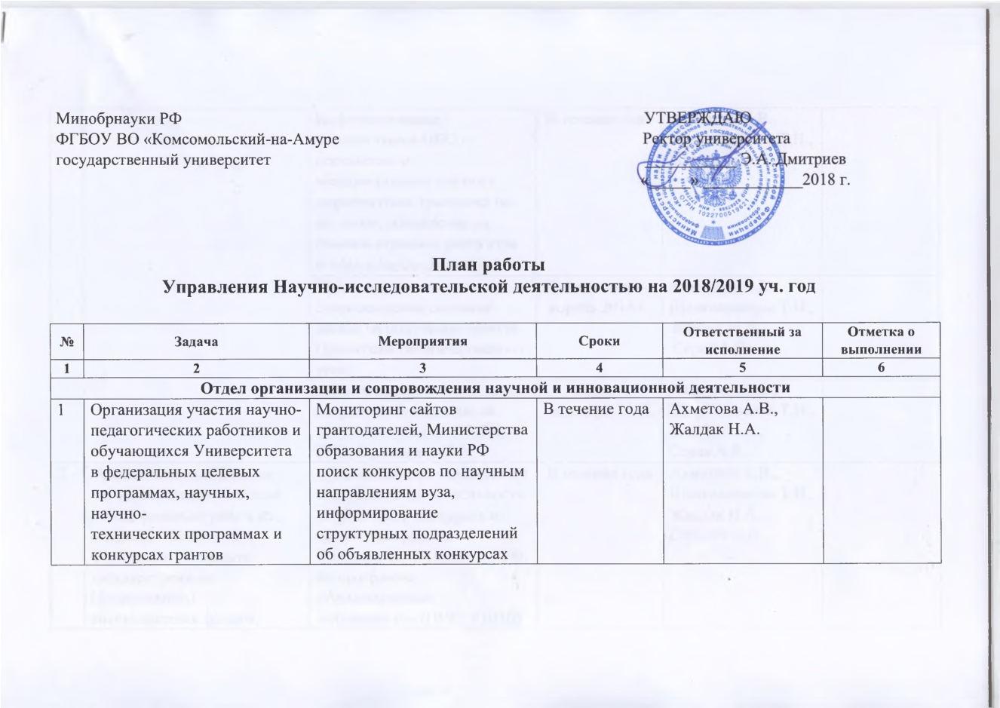 Минобрнауки РФ
ФГБОУ ВО «Комсомольский-на-Амуре
государственный университет
УТВЕРЖДАЮ
Ректор университета
Э.А. Дмитриев
« » 2018 г.
ОГРН 1022700519621
План работы
Управления Научно-исследовательской деятельностью на 2018/2019 уч. год
№ Задача Мероприятия Сроки Ответственный за исполнение Отметка о выполнении
1 2 3 4 5 6
Отдел организации и сопровождения научной и инновационной деятельности
1
Организация участия научно-
педагогических работников и
обучающихся Университета
в федеральных целевых
программах, научных,
научно-
технических программах и
конкурсах грантов
Мониторинг сайтов
грантодателей, Министерства
образования и науки РФ
поиск конкурсов по научным
направлениям вуза,
информирование
структурных подразделений
об объявленных конкурсах
В течение года
Ахметова А.В.,
Жалдак Н.А.